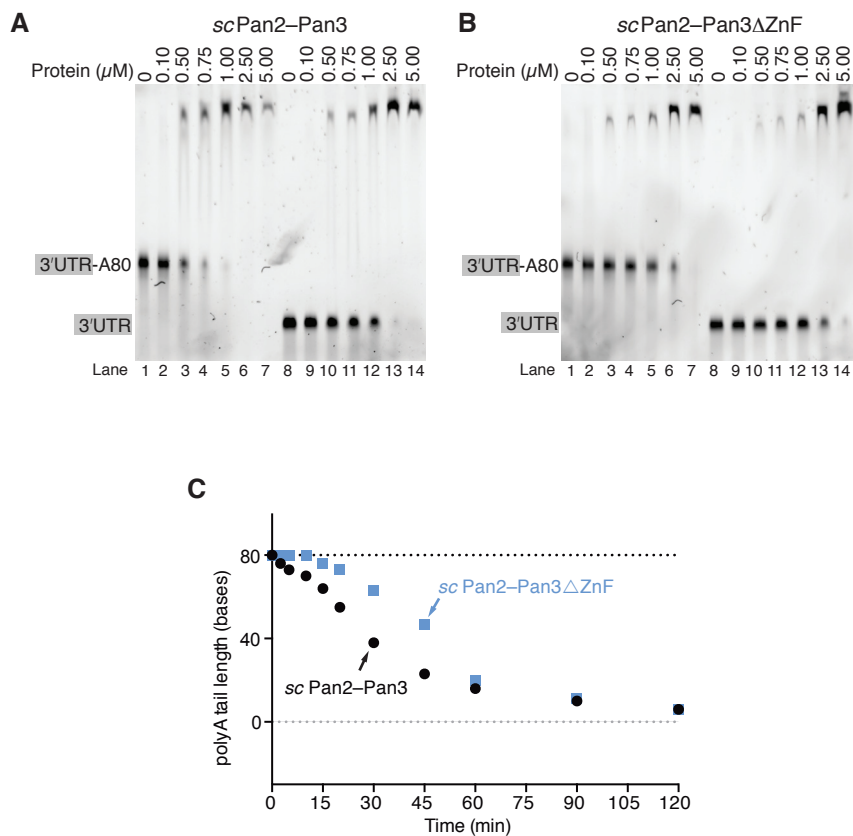 A
scPan2–Pan3
Protein (µM)
0 0.10 0.50 0.75 1.00 2.50 5.00 0 0.10 0.50 0.75 1.00 2.50 5.00
3′UTR-A80
3′UTR
Lane 1 2 3 4 5 6 7 8 9 10 11 12 13 14
B
scPan2–Pan3ΔZnF
Protein (µM)
0 0.10 0.50 0.75 1.00 2.50 5.00 0 0.10 0.50 0.75 1.00 2.50 5.00
3′UTR-A80
3′UTR
Lane 1 2 3 4 5 6 7 8 9 10 11 12 13 14
C
polyA tail length (bases)
80
40
0
sc Pan2–Pan3△ZnF
sc Pan2–Pan3
0 15 30 45 60 75 90 105 120
Time (min)